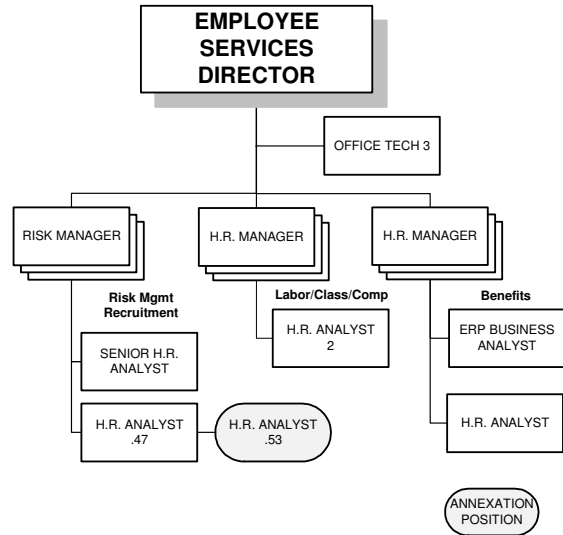 EMPLOYEE
SERVICES
DIRECTOR
OFFICE TECH 3
RISK MANAGER
H.R. MANAGER
H.R. MANAGER
Risk Mgmt
Recruitment
Labor/Class/Comp
Benefits
SENIOR H.R.
ANALYST
H.R. ANALYST
2
ERP BUSINESS
ANALYST
H.R. ANALYST
.47
H.R. ANALYST
.53
H.R. ANALYST
ANNEXATION
POSITION